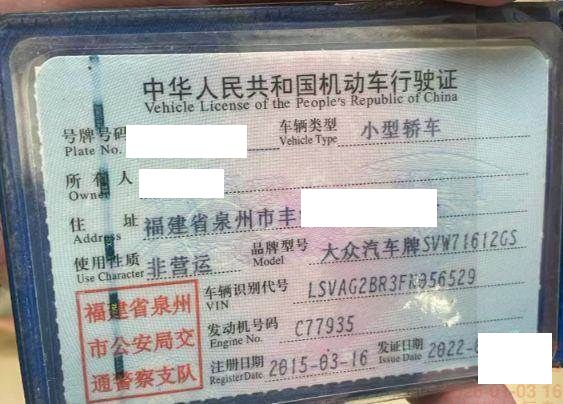 中华人民共和国机动车行驶证
Vehicle License of the People's Republic of China
号牌号码 车辆类型 小型轿车
Plate No. Vehicle Type
所有人
Owner
住址 福建省泉州市丰
Address
使用性质 非营运 品牌型号 大众汽车牌SVW71612GS
Use Character Model
福建省泉州
市公安局交
通警察支队
车辆识别代号 LSVAG2BR3FN056529
VIN
发动机号码 C77935
Engine No.
注册日期 2015-03-16 发证日期 2022-
Register Date Issue Date